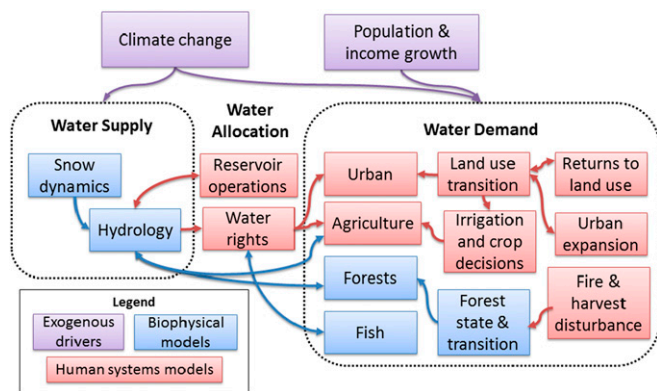 Climate change
Population
& income growth
Water Supply
Water
Allocation
Water Demand
Snow
dynamics
Reservoir
operations
Urban
Land use
transition
Returns to
land use
Hydrology
Water
rights
Agriculture
Irrigation
and crop
decisions
Urban
expansion
Forests
Fire &
harvest
disturbance
Forest
state &
transition
Fish
Legend
Exogenous
drivers
Biophysical
models
Human systems models